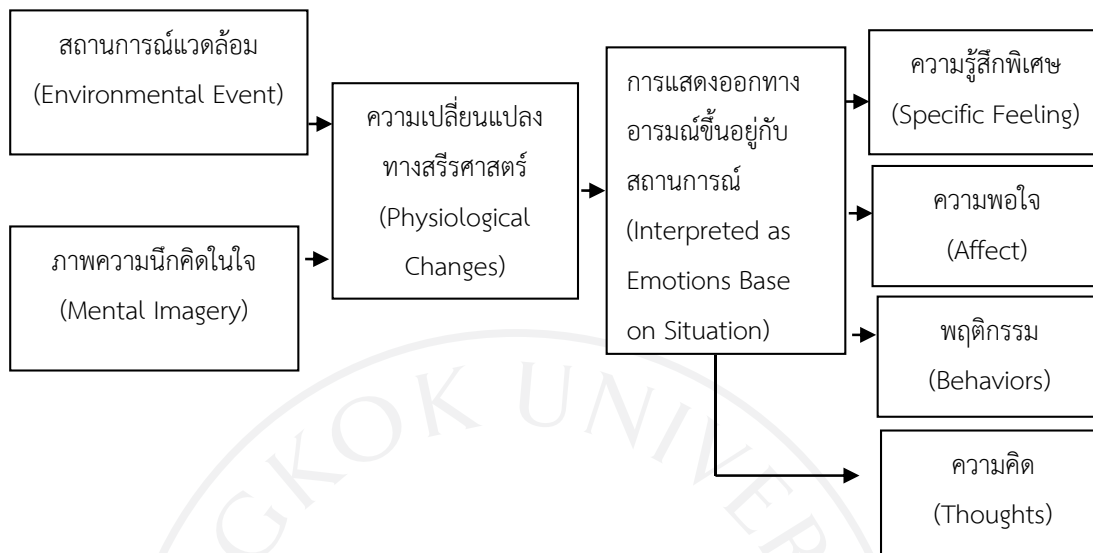 สถานการณ์แวดล้อม
(Environmental Event)
ภาพความนึกคิดในใจ
(Mental Imagery)
ความเปลี่ยนแปลง
ทางสรีรศาสตร์
(Physiological
Changes)
การแสดงออกทาง
อารมณ์ขึ้นอยู่กับ
สถานการณ์
(Interpreted as
Emotions Base
on Situation)
ความรู้สึกพิเศษ
(Specific Feeling)
ความพอใจ
(Affect)
พฤติกรรม
(Behaviors)
ความคิด
(Thoughts)
GKOK UNIVER